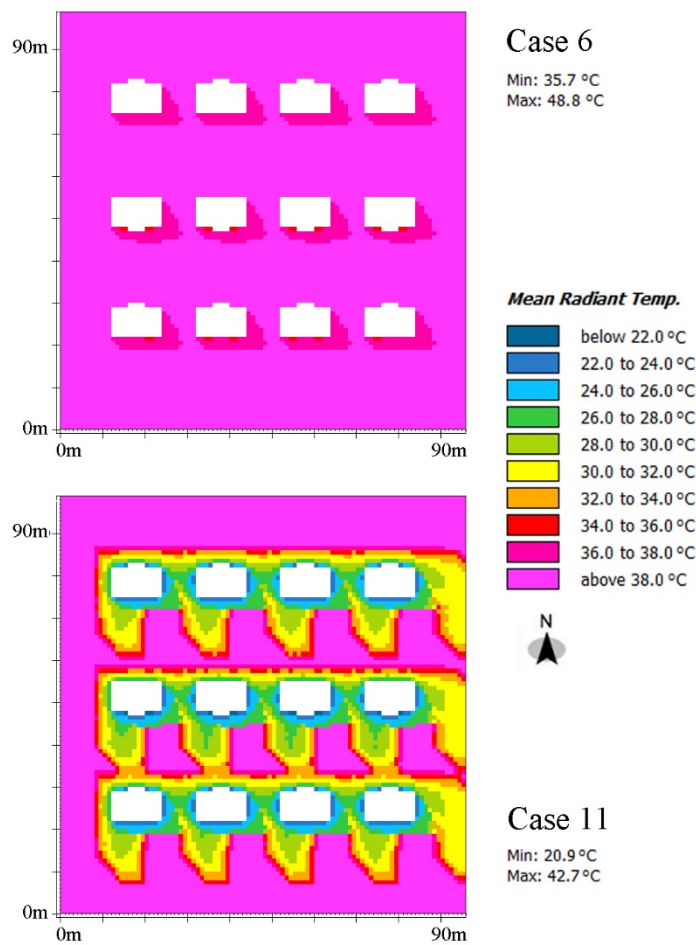 90m
Case 6
Min: 35.7 °C
Max: 48.8 °C
Mean Radiant Temp.
below 22.0 °C
22.0 to 24.0 °C
24.0 to 26.0 °C
26.0 to 28.0 °C
28.0 to 30.0 °C
30.0 to 32.0 °C
32.0 to 34.0 °C
34.0 to 36.0 °C
36.0 to 38.0 °C
above 38.0 °C
0m
0m 90m
N
90m
Case 11
Min: 20.9 °C
Max: 42.7 °C
0m
0m 90m